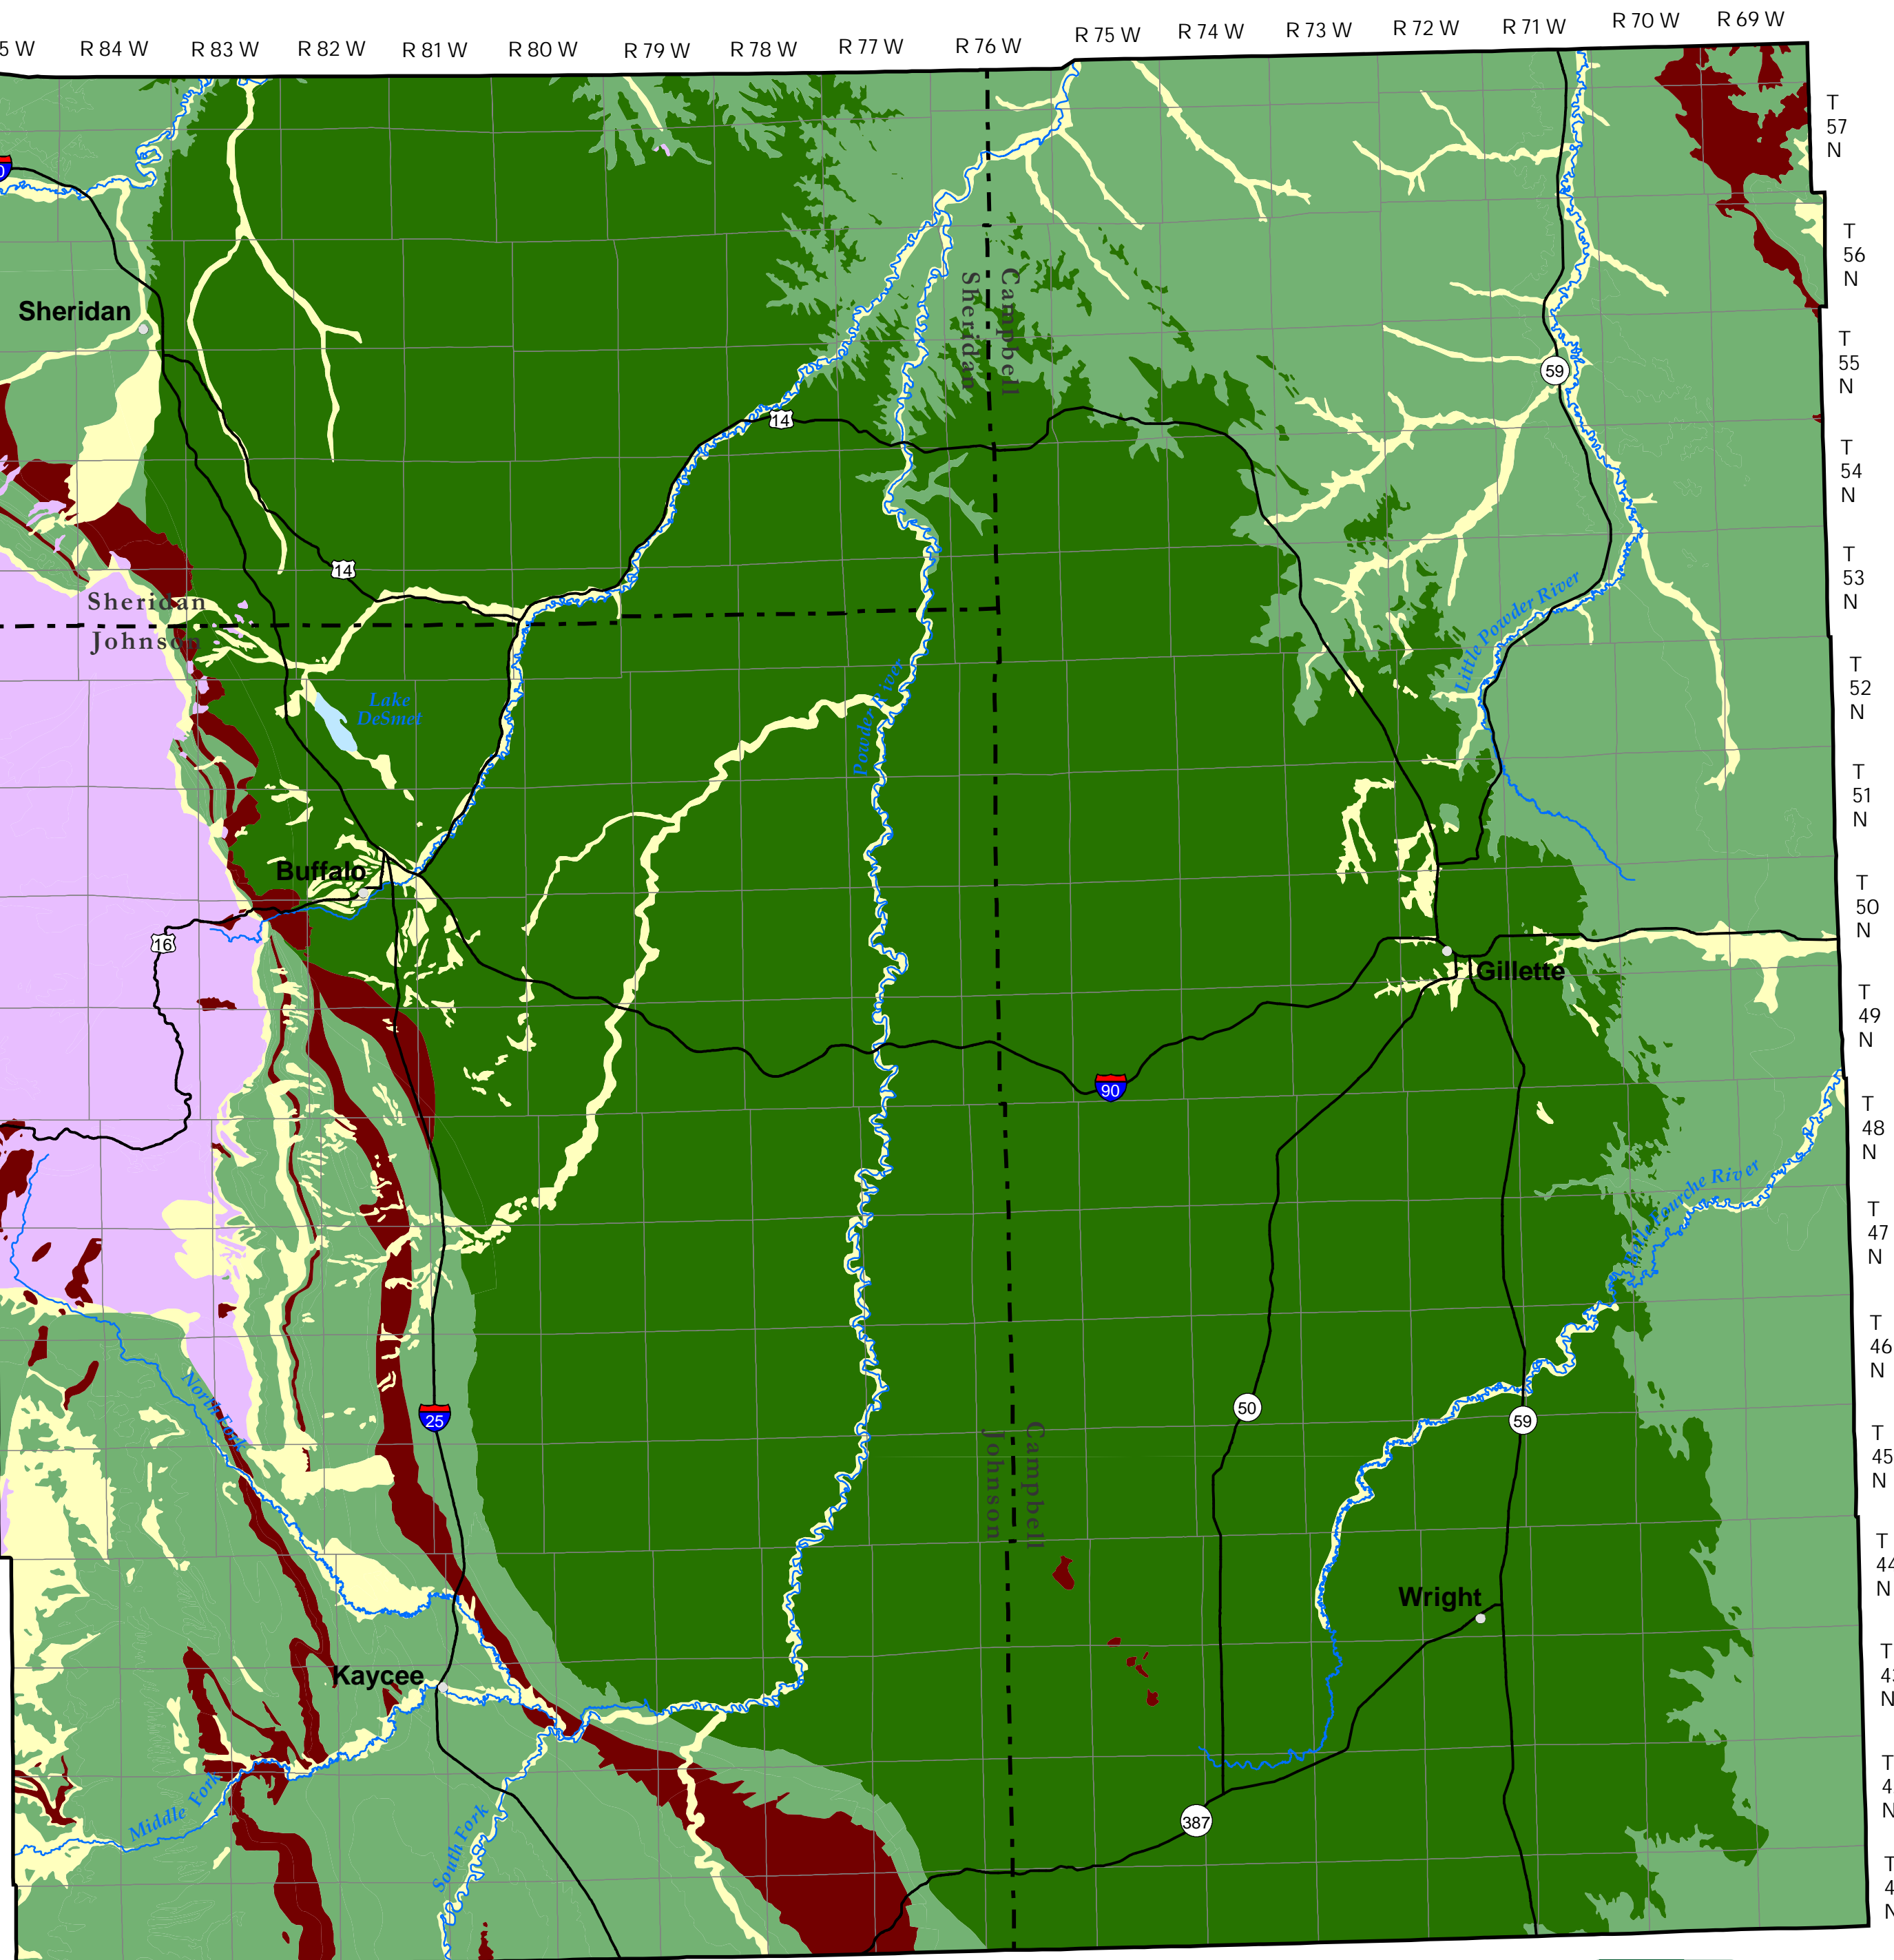 R 84 W
R 83 W
R 82 W
R 81 W
R 80 W
R 79 W
R 78 W
R 77 W
R 76 W
R 75 W
R 74 W
R 73 W
R 72 W
R 71 W
R 70 W
R 69 W
T
57
N
T
56
N
Sheridan
Campbell
Sheridan
T
55
N
59
14
T
54
N
14
T
53
N
Sheridan
Johnson
Little Powder River
T
52
N
Lake
DeSmet
Powder River
T
51
N
Buffalo
T
50
N
16
Gillette
T
49
N
90
T
48
N
Belle Fourche River
T
47
N
T
46
N
North Fork
25
50
59
Campbell
Johnson
T
45
N
T
44
N
Wright
Kaycee
T
N
T
N
387
Middle Fork
South Fork
T
N